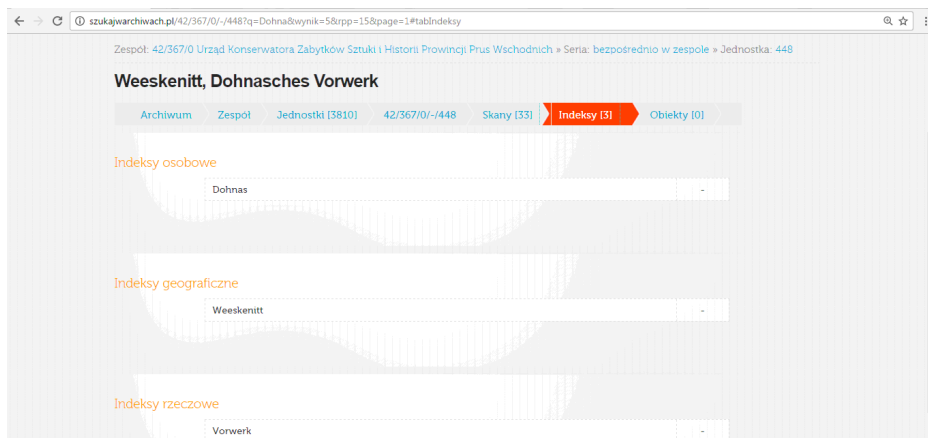 szukajwarchiwach.pl/42/367/0/-/448?q=Dohna&wynik=5&rpp=15&page=1#tabIndeksy
Zespół: 42/367/0 Urząd Konserwatora Zabytków Sztuki i Historii Prowincji Prus Wschodnich » Seria: bezpośrednio w zespole » Jednostka: 448
Weeskenitt, Dohnasches Vorwerk
Archiwum Zespół Jednostki [3810] 42/367/0/-/448 Skany [33] Indeksy [3] Obiekty [0]
Indeksy osobowe
Dohnas -
Indeksy geograficzne
Weeskenitt -
Indeksy rzeczowe
Vorwerk -